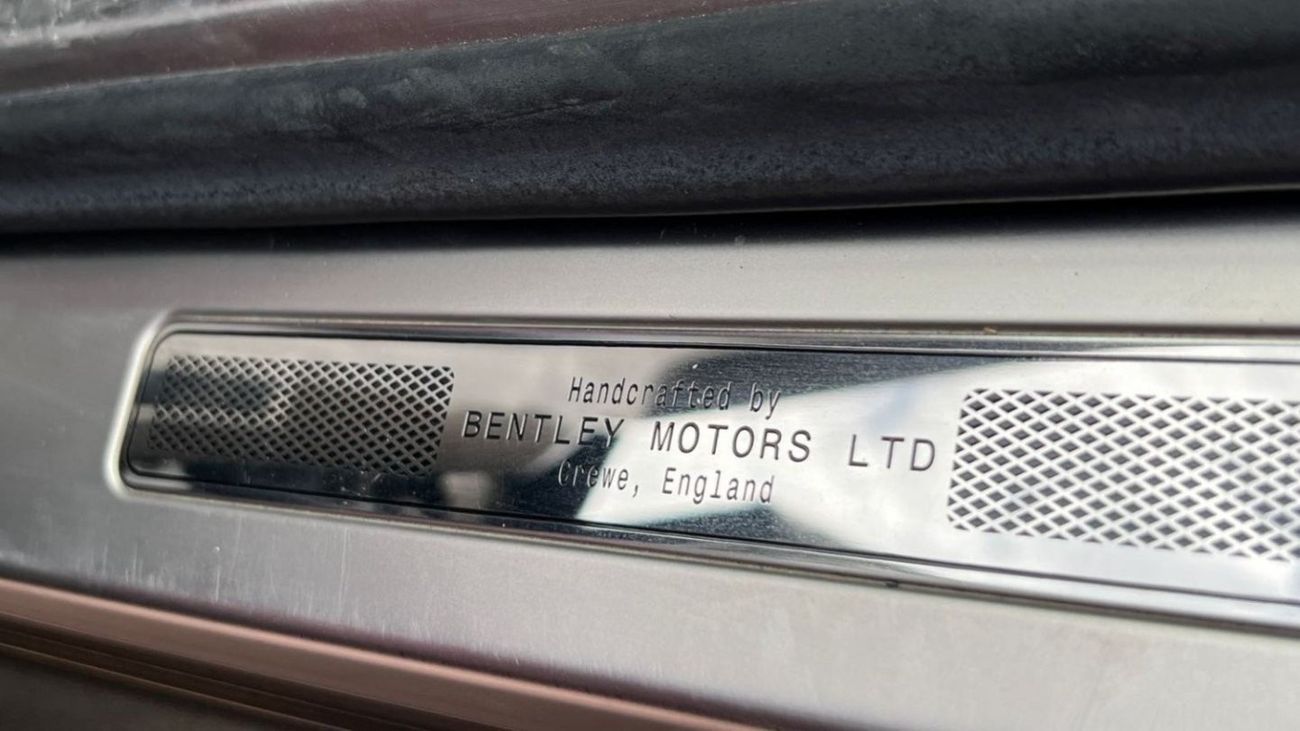 Handcrafted by
BENTLEY MOTORS LTD
Crewe, England